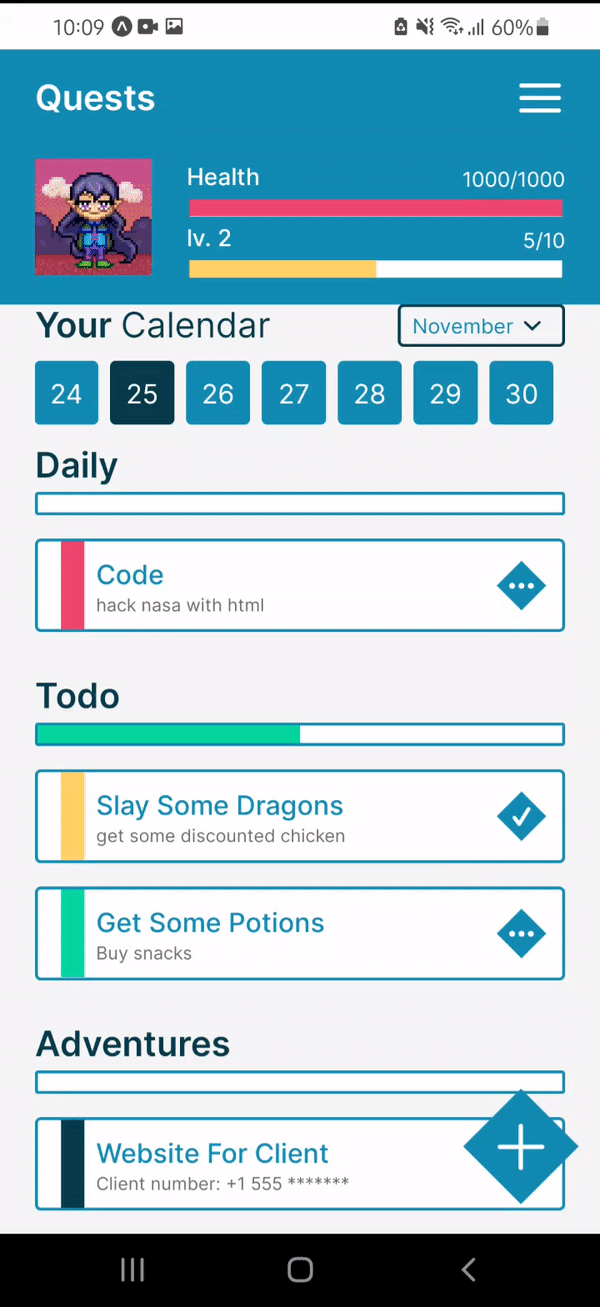 10:09 60%
Quests
Health 1000/1000
lv. 2 5/10
Your Calendar November
24 25 26 27 28 29 30
Daily
Code
hack nasa with html
Todo
Slay Some Dragons
get some discounted chicken
Get Some Potions
Buy snacks
Adventures
Website For Client
Client number: +1 555 *******